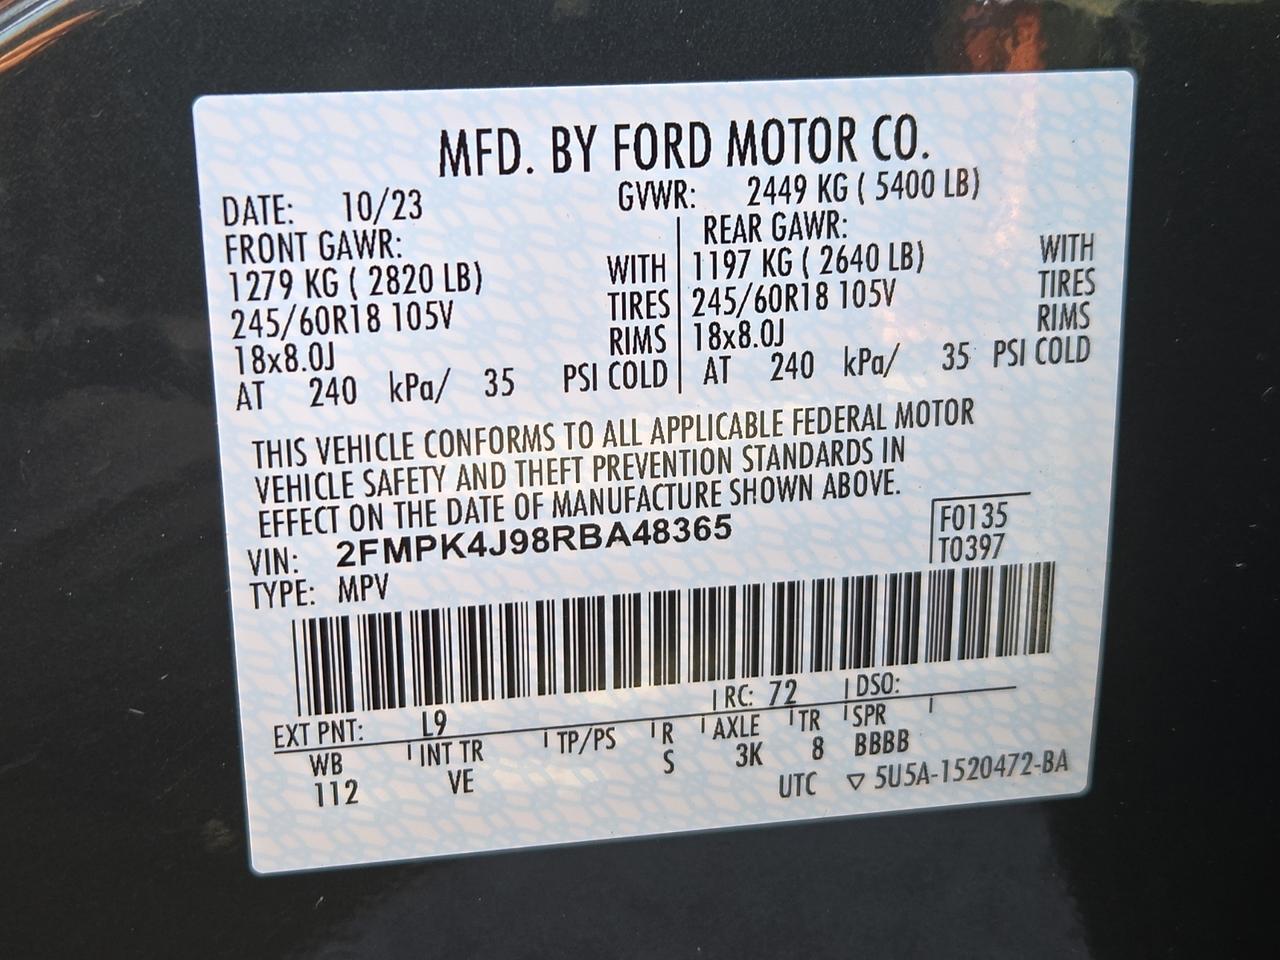 MFD. BY FORD MOTOR CO.
DATE: 10/23 GVWR: 2449 KG ( 5400 LB)
FRONT GAWR: REAR GAWR:
1279 KG ( 2820 LB) WITH 1197 KG ( 2640 LB) WITH
245/60R18 105V TIRES 245/60R18 105V TIRES
18x8.0J RIMS 18x8.0J RIMS
AT 240 kPa/ 35 PSI COLD AT 240 kPa/ 35 PSI COLD
THIS VEHICLE CONFORMS TO ALL APPLICABLE FEDERAL MOTOR
VEHICLE SAFETY AND THEFT PREVENTION STANDARDS IN
EFFECT ON THE DATE OF MANUFACTURE SHOWN ABOVE.
VIN: 2FMPK4J98RBA48365 F0135
TYPE: MPV T0397
EXT PNT: L9 RC: 72 DSO:
WB INT TR TP/PS R AXLE TR SPR
112 VE S 3K 8 BBBB
UTC ▽ 5U5A-1520472-BA